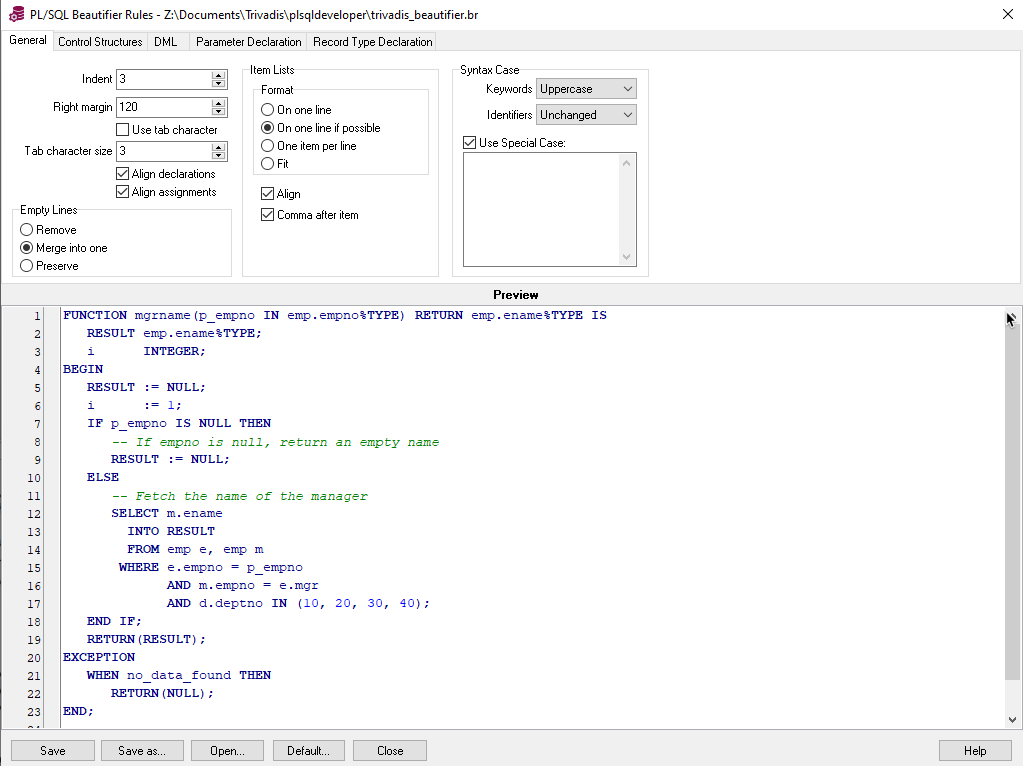 PL/SQL Beautifier Rules - Z:\Documents\Trivadis\plsqldeveloper\trivadis_beautifier.br
General Control Structures DML Parameter Declaration Record Type Declaration
Indent 3
Right margin 120
Use tab character
Tab character size 3
Align declarations
Align assignments
Empty Lines
Remove
Merge into one
Preserve
Item Lists
Format
On one line
On one line if possible
One item per line
Fit
Align
Comma after item
Syntax Case
Keywords Uppercase
Identifiers Unchanged
Use Special Case:
Preview
1 FUNCTION mgrname(p_empno IN emp.empno%TYPE) RETURN emp.ename%TYPE IS
2 RESULT emp.ename%TYPE;
3 i INTEGER;
4 BEGIN
5 RESULT := NULL;
6 i := 1;
7 IF p_empno IS NULL THEN
8 -- If empno is null, return an empty name
9 RESULT := NULL;
10 ELSE
11 -- Fetch the name of the manager
12 SELECT m.ename
13 INTO RESULT
14 FROM emp e, emp m
15 WHERE e.empno = p_empno
16 AND m.empno = e.mgr
17 AND d.deptno IN (10, 20, 30, 40);
18 END IF;
19 RETURN(RESULT);
20 EXCEPTION
21 WHEN no_data_found THEN
22 RETURN(NULL);
23 END;
Save Save as... Open... Default... Close Help